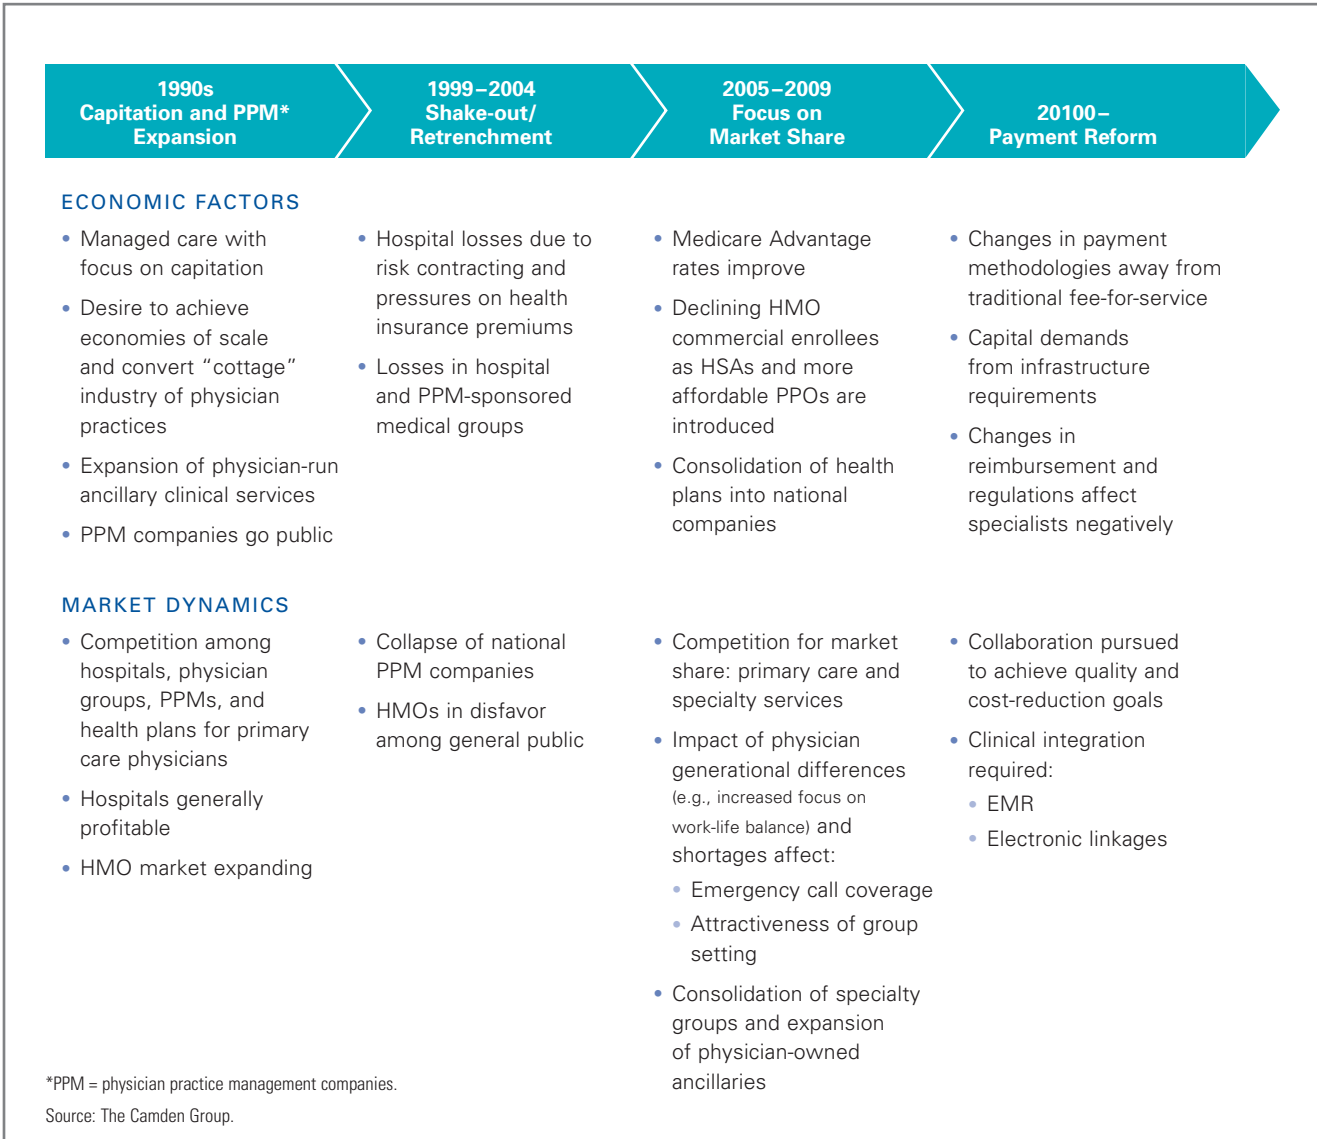 1990s
Capitation and PPM*
Expansion
1999–2004
Shake-out/
Retrenchment
2005–2009
Focus on
Market Share
20100–
Payment Reform
ECONOMIC FACTORS
• Managed care with
focus on capitation
• Desire to achieve
economies of scale
and convert “cottage”
industry of physician
practices
• Expansion of physician-run
ancillary clinical services
• PPM companies go public
• Hospital losses due to
risk contracting and
pressures on health
insurance premiums
• Losses in hospital
and PPM-sponsored
medical groups
• Medicare Advantage
rates improve
• Declining HMO
commercial enrollees
as HSAs and more
affordable PPOs are
introduced
• Consolidation of health
plans into national
companies
• Changes in payment
methodologies away from
traditional fee-for-service
• Capital demands
from infrastructure
requirements
• Changes in
reimbursement and
regulations affect
specialists negatively
MARKET DYNAMICS
• Competition among
hospitals, physician
groups, PPMs, and
health plans for primary
care physicians
• Hospitals generally
profitable
• HMO market expanding
• Collapse of national
PPM companies
• HMOs in disfavor
among general public
• Competition for market
share: primary care and
specialty services
• Impact of physician
generational differences
(e.g., increased focus on
work-life balance) and
shortages affect:
• Emergency call coverage
• Attractiveness of group
setting
• Consolidation of specialty
groups and expansion
of physician-owned
ancillaries
• Collaboration pursued
to achieve quality and
cost-reduction goals
• Clinical integration
required:
• EMR
• Electronic linkages
*PPM = physician practice management companies.
Source: The Camden Group.